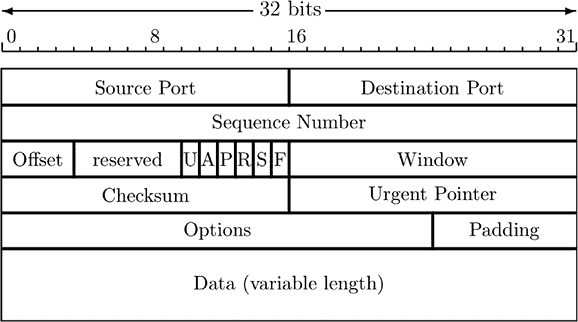 32 bits
0 8 16 31
Source Port Destination Port
Sequence Number
Offset reserved U A P R S F Window
Checksum Urgent Pointer
Options Padding
Data (variable length)